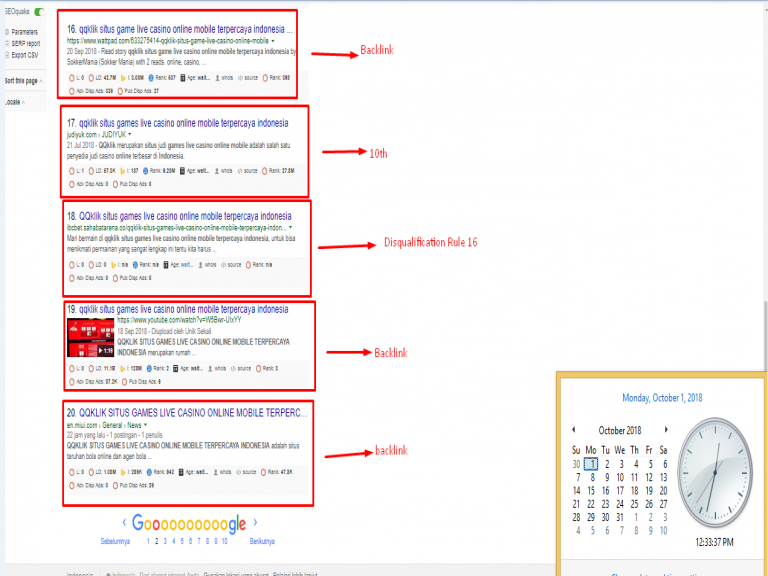 SEOquake
Parameters
SERP report
Export CSV
Sort this page
Locale
16. qqklik situs game live casino online mobile terpercaya indonesia ...
https://www.wattpad.com/633275414-qqklik-situs-game-live-casino-online-mobile
20 Sep 2018 - Read story qqklik situs game live casino online mobile terpercaya indonesia by
SokkerMania (Sokker Mania) with 2 reads. online, casino, ...
L: 0 LD: 42.7M I: 3.08M Rank: 637 Age: wait... whois source Rank: 398
Adv Disp Ads: 338 Pub Disp Ads: 27
Backlink
17. qqklik situs games live casino online mobile terpercaya indonesia
judiyuk.com › JUDIYUK
21 Jul 2018 - QQklik merupakan situs judi games live casino online mobile adalah salah satu
penyedia judi casino online terbesar di Indonesia.
L: 1 LD: 67.2K I: 187 Rank: 9.20M Age: wait... whois source Rank: 27.8M
Adv Disp Ads: 0 Pub Disp Ads: 0
10th
18. QQklik situs games live casino online mobile terpercaya indonesia
ibcbet.sahabatarena.co/qqklik-situs-games-live-casino-online-mobile-terpercaya-indon...
Mari bermain di qqklik situs games live casino online mobile terpercaya indonesia, untuk bisa
menikmati permainan yang sangat lengkap ini tentu kita harus ...
L: 0 LD: 0 I: n/a Rank: n/a Age: wait... whois source Rank: n/a
Adv Disp Ads: 0 Pub Disp Ads: 0
Disqualification Rule 16
19. qqklik situs games live casino online mobile terpercaya indonesia
https://www.youtube.com/watch?v=W5Bwr-UIxYY
18 Sep 2018 - Diupload oleh Unik Sekali
QQKLIK SITUS GAMES LIVE CASINO ONLINE MOBILE TERPERCAYA
INDONESIA merupakan rumah ...
1:18
L: 0 LD: 11.1B I: 123M Rank: 2 Age: wait... whois source Rank: 3
Adv Disp Ads: 87.2K Pub Disp Ads: 6
Backlink
20. QQKLIK SITUS GAMES LIVE CASINO ONLINE MOBILE TERPERC...
en.miui.com › General › News
22 jam yang lalu - 1 postingan - 1 penulis
QQKLIK SITUS GAMES LIVE CASINO ONLINE MOBILE TERPERCAYA INDONESIA adalah situs
taruhan bola online dan agen bola ...
L: 0 LD: 1.08M Rank: 942 Age: wait... whois source Rank: 47.0K
Adv Disp Ads: 0 Pub Disp Ads: 26
backlink
Goooooooooogle
Sebelumnya 1 2 3 4 5 6 7 8 9 10 Berikutnya
Monday, October 1, 2018
October 2018
Su Mo Tu We Th Fr Sa
30 1 2 3 4 5 6
7 8 9 10 11 12 13
14 15 16 17 18 19 20
21 22 23 24 25 26 27
28 29 30 31 1 2 3
4 5 6 7 8 9 10
12:33:37 PM